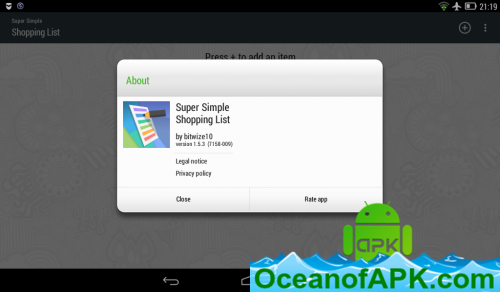 21:19
Super Simple
Shopping List
Press + to add an item
About
Super Simple
Shopping List
by bitwize10
version 1.5.3 (7158-009)
Legal notice
Privacy policy
Close
Rate app
APK
OceanofAPK.com